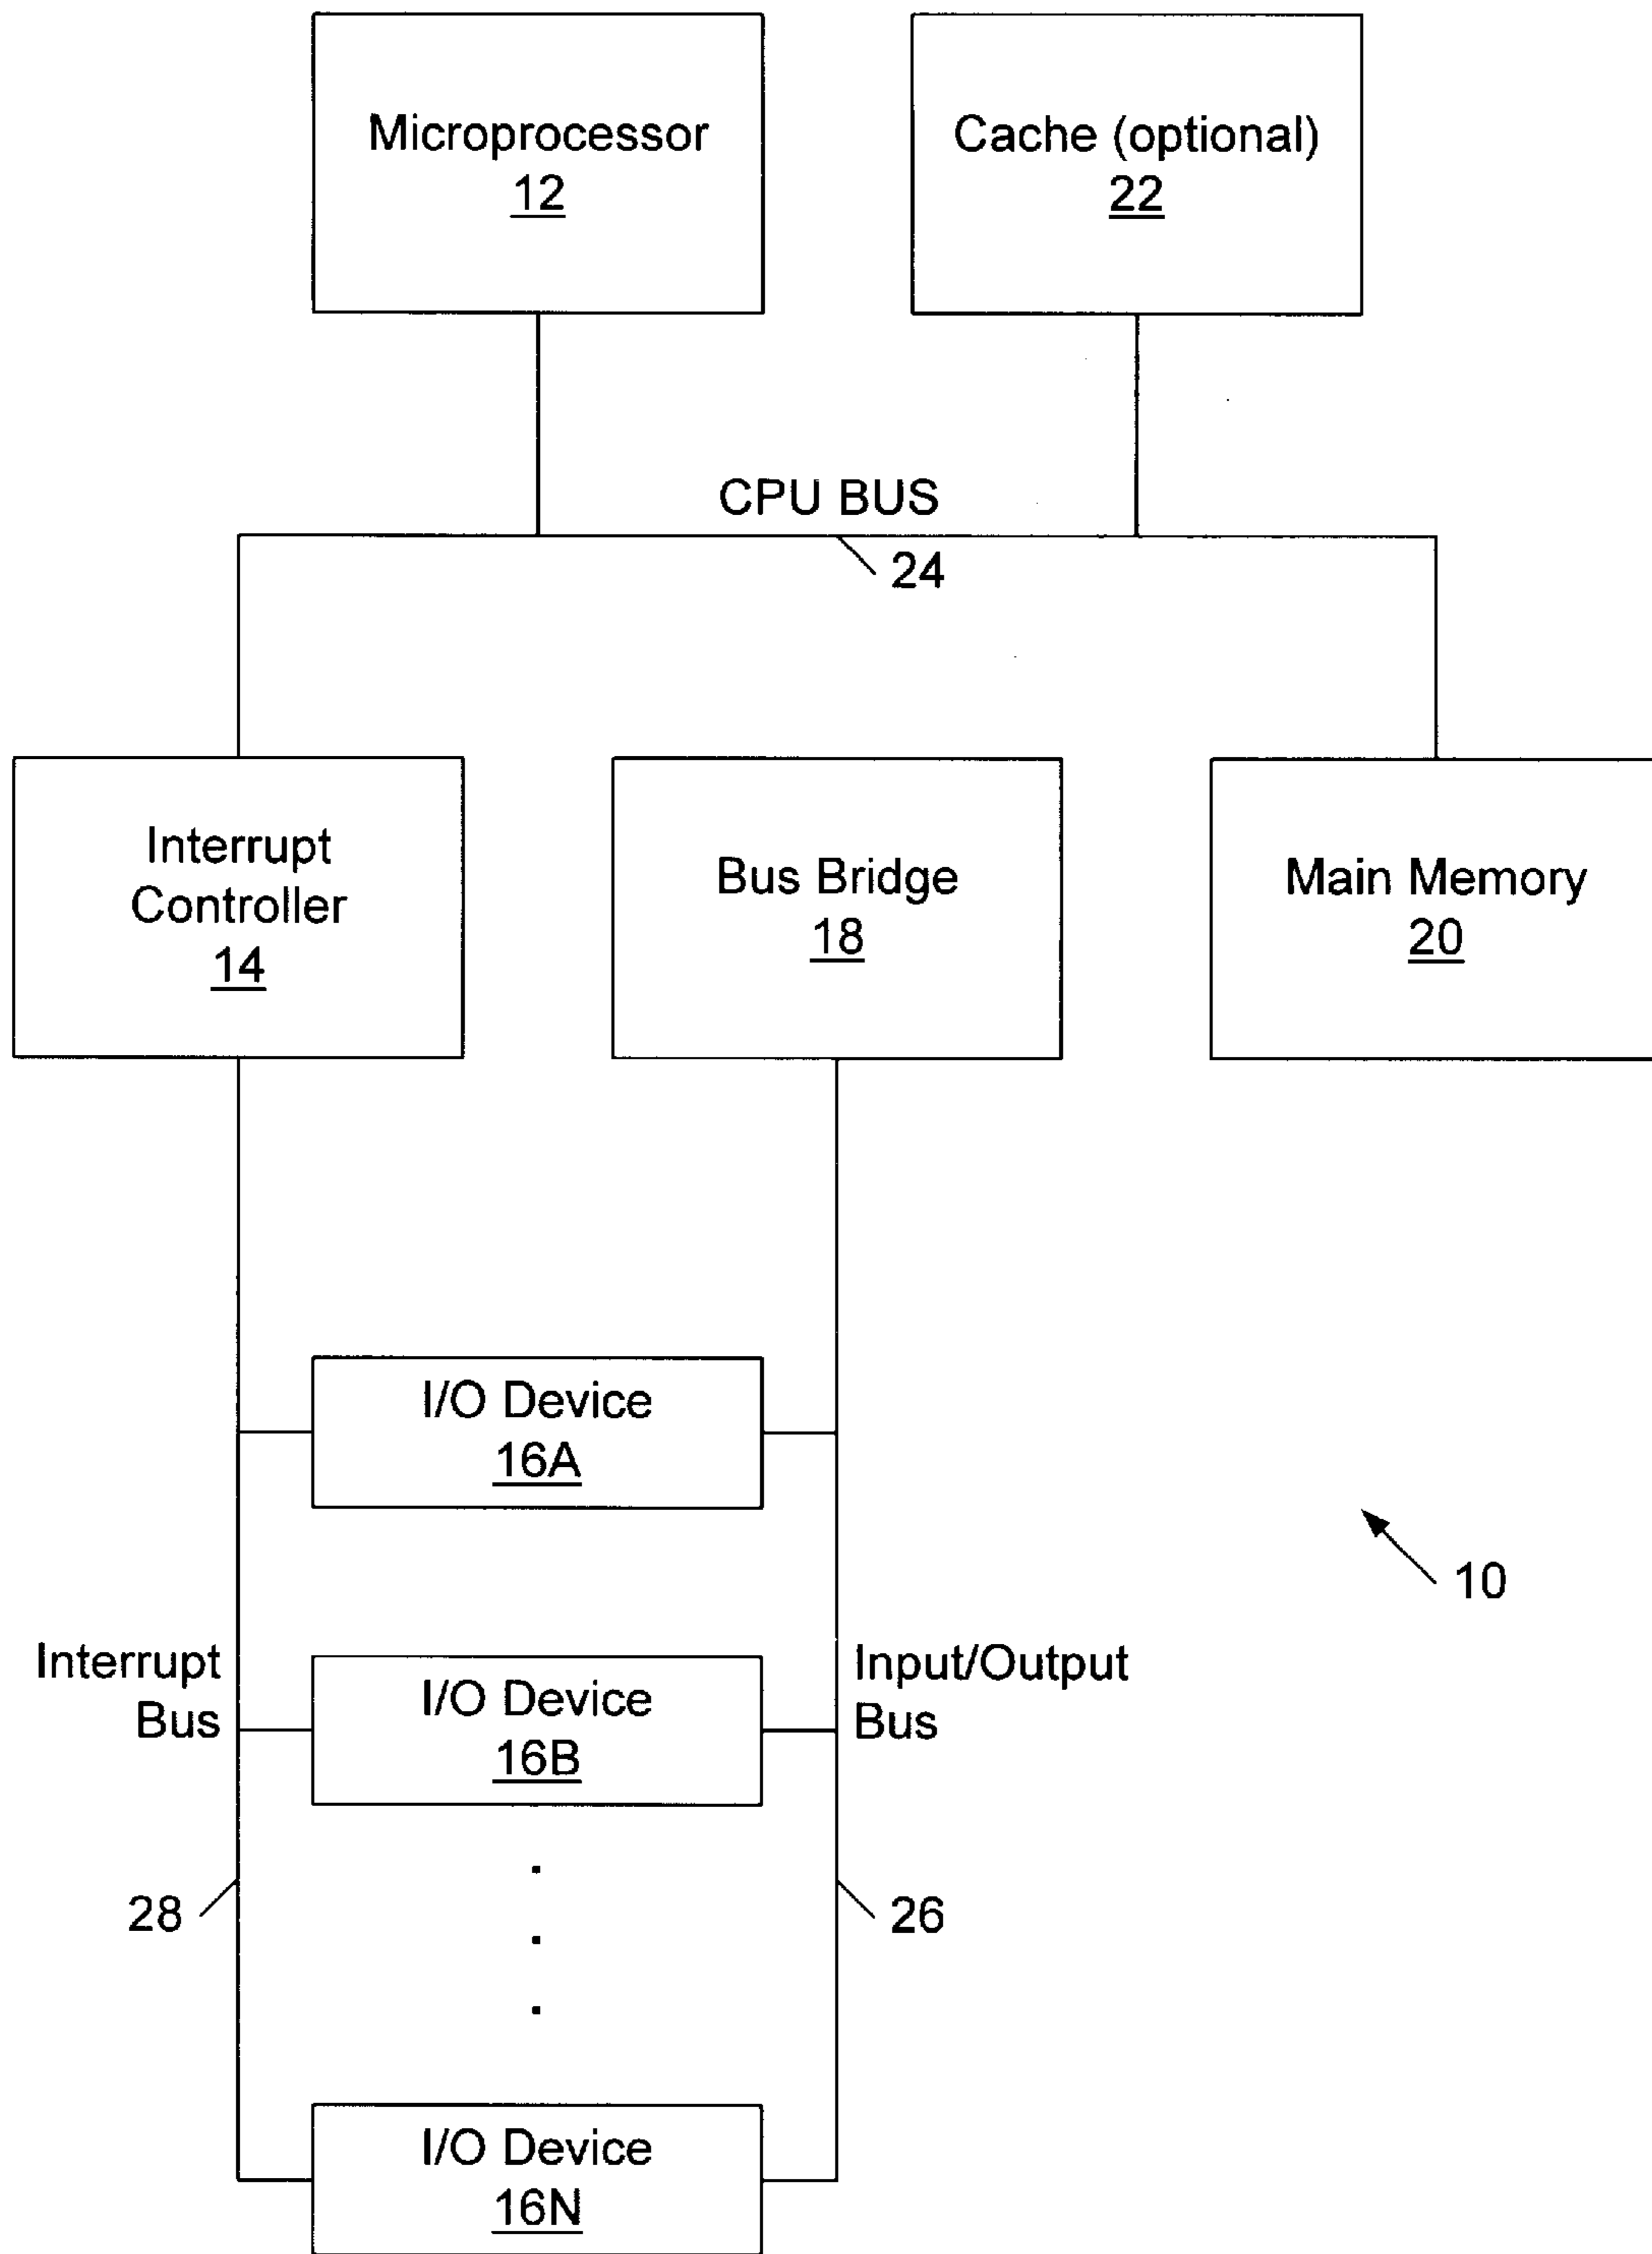 Microprocessor
12
Cache (optional)
22
CPU BUS
24
Interrupt
Controller
14
Bus Bridge
18
Main Memory
20
I/O Device
16A
10
Interrupt
Bus
I/O Device
16B
Input/Output
Bus
28
26
I/O Device
16N